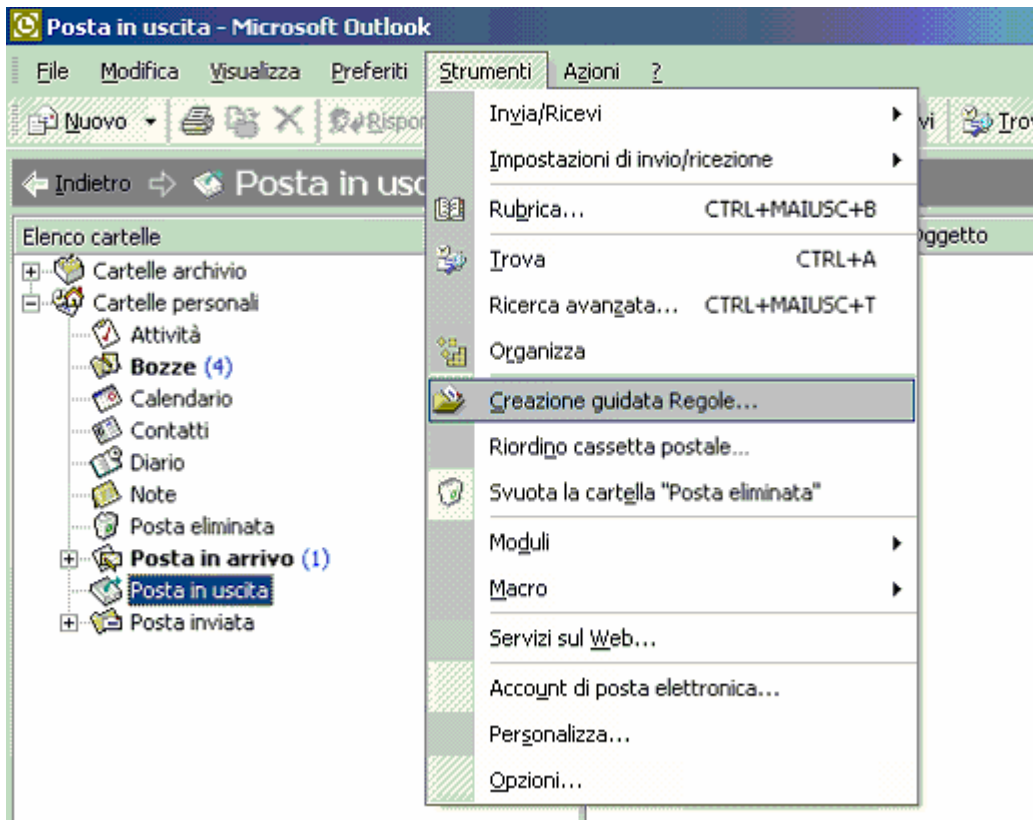 Posta in uscita - Microsoft Outlook
File Modifica Visualizza Preferiti Strumenti Azioni ?
Nuovo
Indietro Posta in usc
Elenco cartelle
Cartelle archivio
Cartelle personali
Attività
Bozze (4)
Calendario
Contatti
Diario
Note
Posta eliminata
Posta in arrivo (1)
Posta in uscita
Posta inviata
Invia/Ricevi
Impostazioni di invio/ricezione
Rubrica... CTRL+MAIUSC+B
Trova CTRL+A
Ricerca avanzata... CTRL+MAIUSC+T
Organizza
Creazione guidata Regole...
Riordino cassetta postale...
Svuota la cartella "Posta eliminata"
Moduli
Macro
Servizi sul Web...
Account di posta elettronica...
Personalizza...
Opzioni...
vi Trov
ggetto